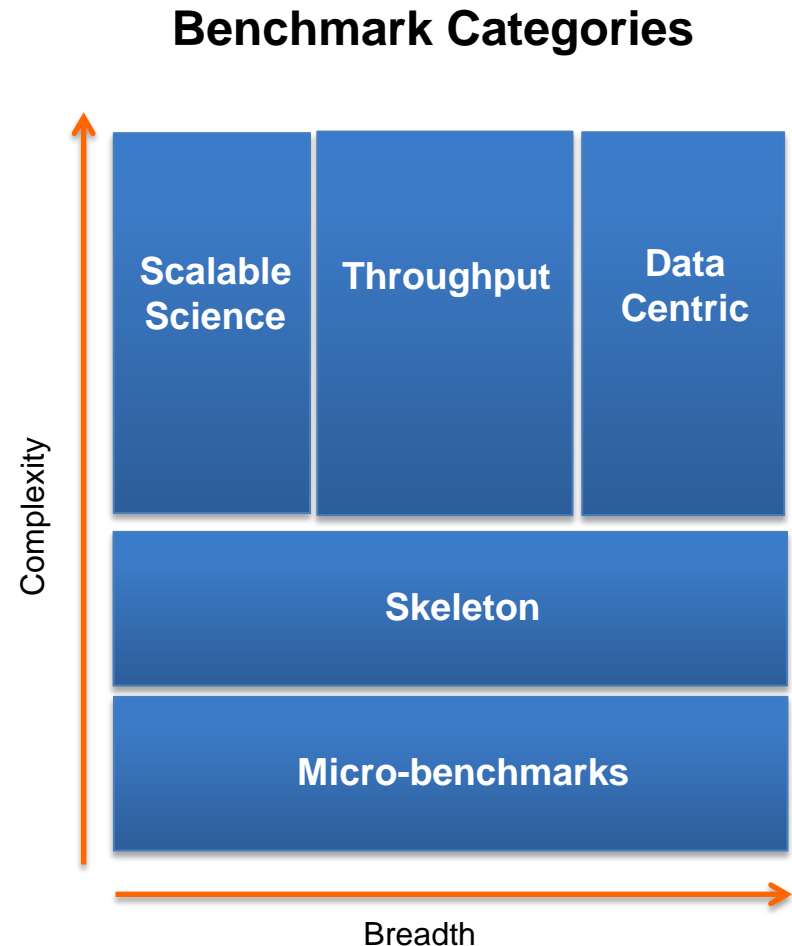 Benchmark Categories
Scalable
Science
Throughput
Data
Centric
Complexity
Skeleton
Micro-benchmarks
Breadth